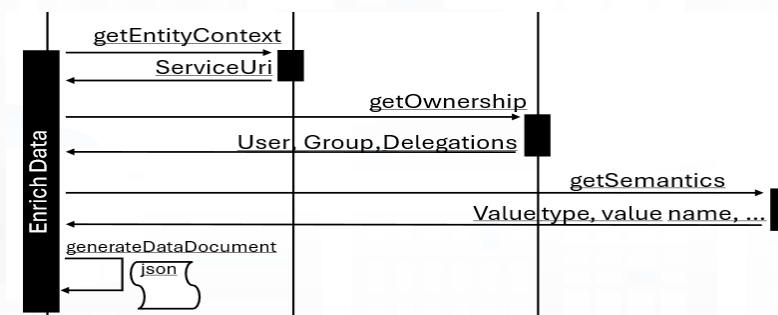 getEntityContext
ServiceUri
getOwnership
User, Group,Delegations
getSemantics
Value type, value name, ...
Enrich Data
generateDataDocument
json